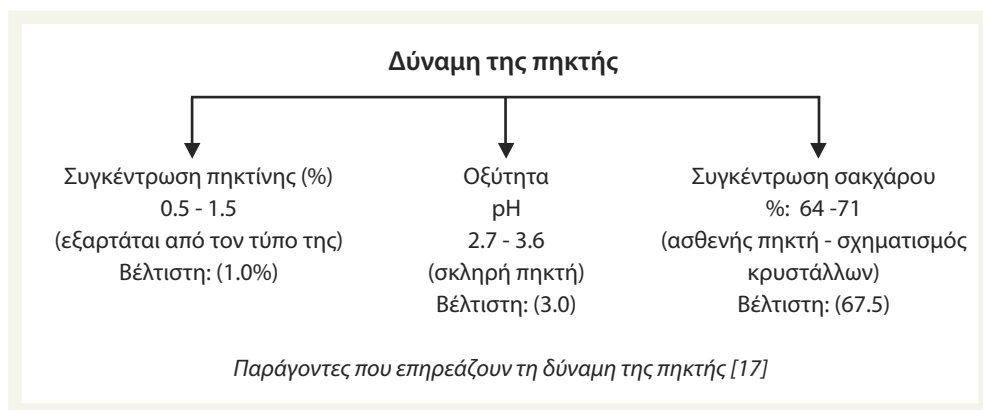 Δύναμη της πηκτής
Συγκέντρωση πηκτίνης (%)
0.5 - 1.5
(εξαρτάται από τον τύπο της)
Βέλτιστη: (1.0%)
Οξύτητα
pH
2.7 - 3.6
(σκληρή πηκτή)
Βέλτιστη: (3.0)
Συγκέντρωση σακχάρου
%: 64 -71
(ασθενής πηκτή - σχηματισμός
κρυστάλλων)
Βέλτιστη: (67.5)
Παράγοντες που επηρεάζουν τη δύναμη της πηκτής [17]